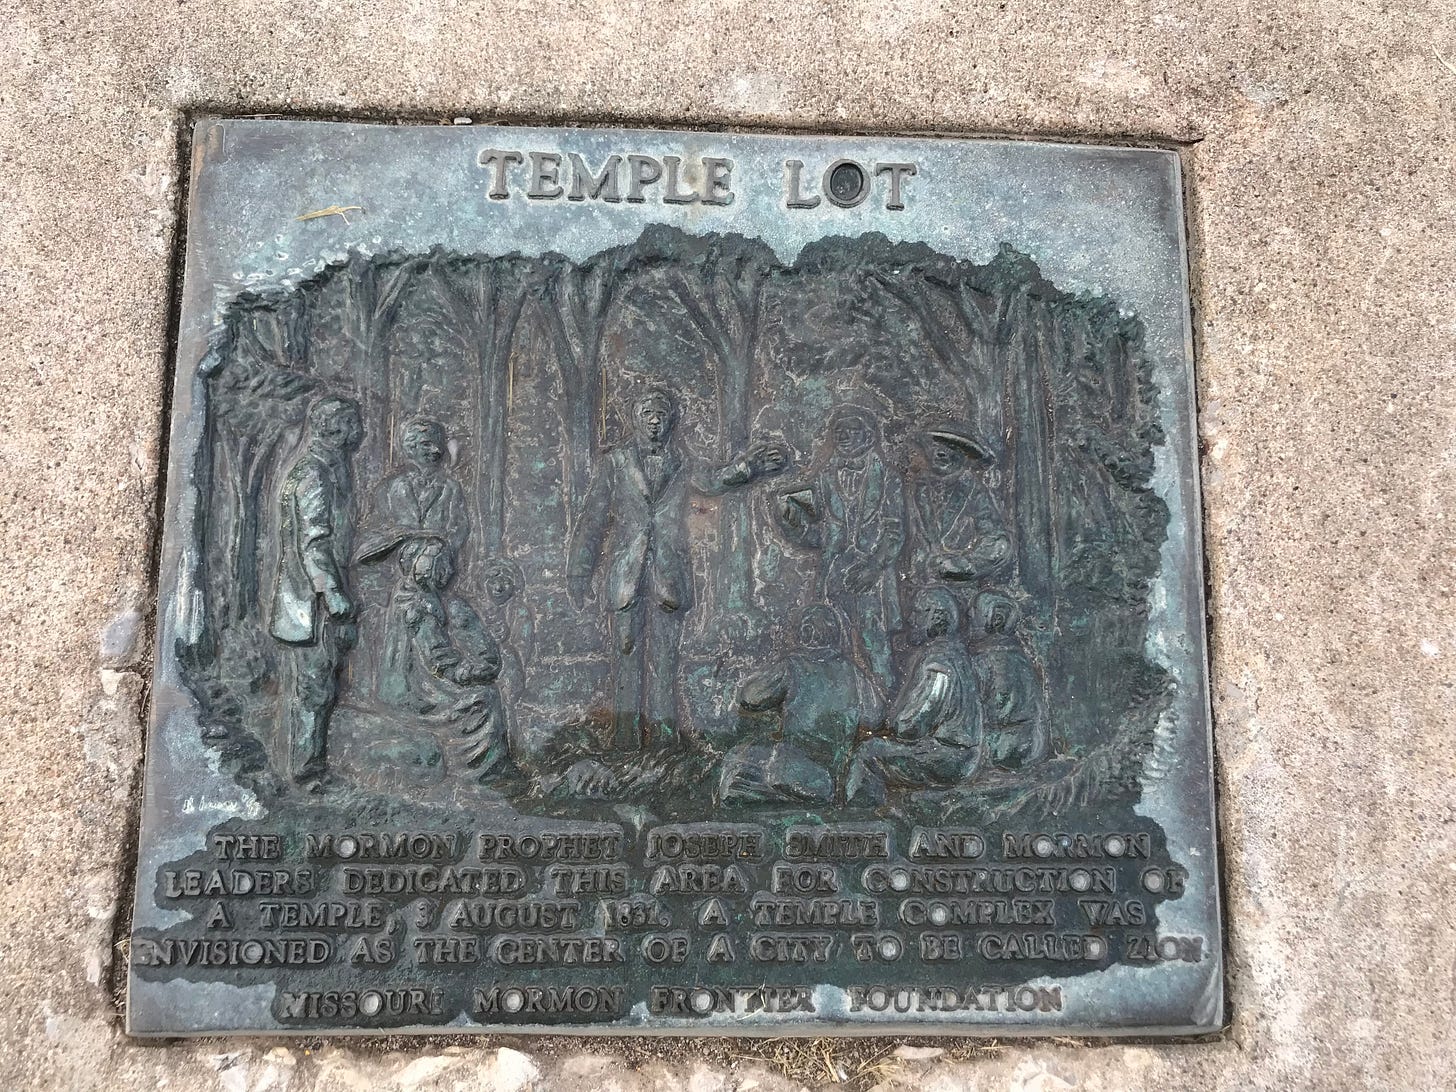 TEMPLE LOT
THE MORMON PROPHET JOSEPH SMITH AND MORMON
LEADERS DEDICATED THIS AREA FOR CONSTRUCTION OF
A TEMPLE, 3 AUGUST 1831. A TEMPLE COMPLEX WAS
ENVISIONED AS THE CENTER OF A CITY TO BE CALLED ZION
MISSOURI MORMON FRONTIER FOUNDATION